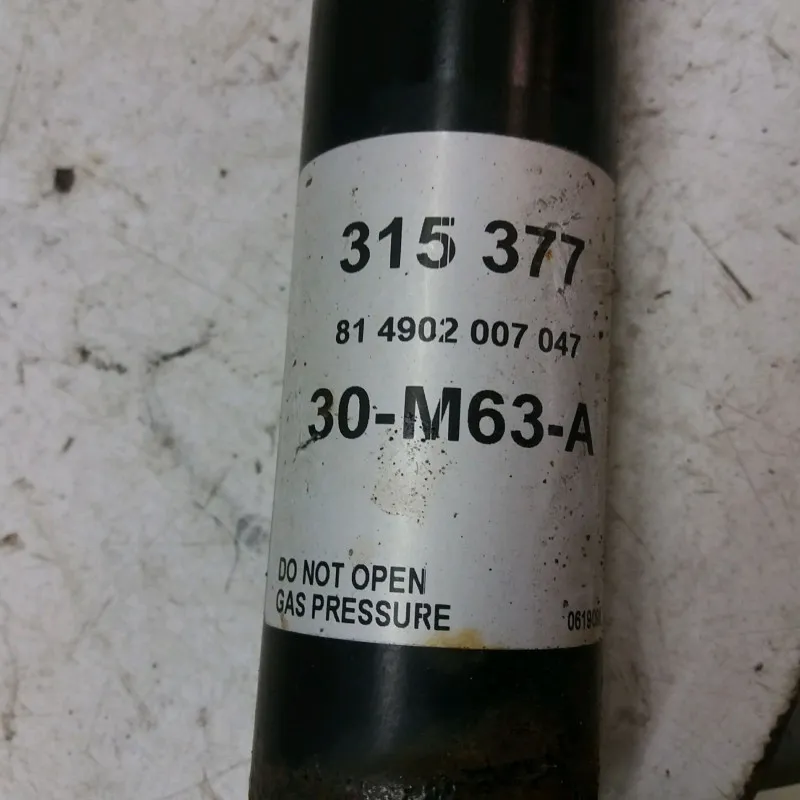 315 377
81 4902 007 047
30-M63-A
DO NOT OPEN
GAS PRESSURE